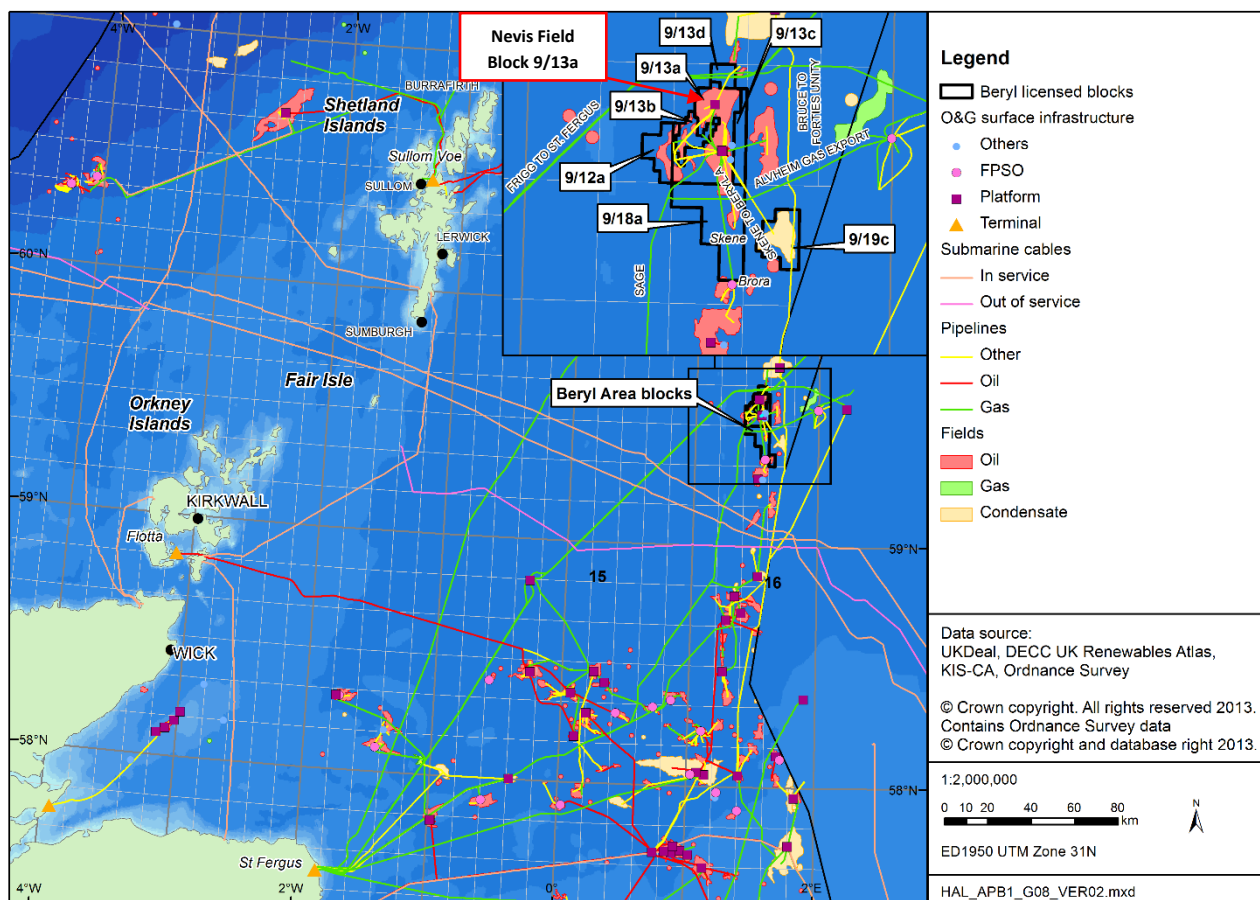 4°W
2°W
Nevis Field
Block 9/13a
9/13d
9/13c
9/13a
9/13b
9/12a
9/18a
9/19c
FRIGG TO ST. FERGUS
BRUCE TO
FORTIES UNITY
ALVHEIM GAS EXPORT
SKENE TO BERYL A
SAGE
Skene
Brora
BURRAFIRTH
Shetland
Islands
Sullom Voe
SULLOM
LERWICK
60°N
SUMBURGH
Fair Isle
Orkney
Islands
Beryl Area blocks
59°N
KIRKWALL
Flotta
59°N
15
16
WICK
58°N
58°N
St Fergus
4°W
2°W
0°
2°E
Legend
Beryl licensed blocks
O&G surface infrastructure
Others
FPSO
Platform
Terminal
Submarine cables
In service
Out of service
Pipelines
Other
Oil
Gas
Fields
Oil
Gas
Condensate
Data source:
UKDeal, DECC UK Renewables Atlas,
KIS-CA, Ordnance Survey
© Crown copyright. All rights reserved 2013.
Contains Ordnance Survey data
© Crown copyright and database right 2013.
1:2,000,000
0 10 20 40 60 80
km
N
ED1950 UTM Zone 31N
HAL_APB1_G08_VER02.mxd